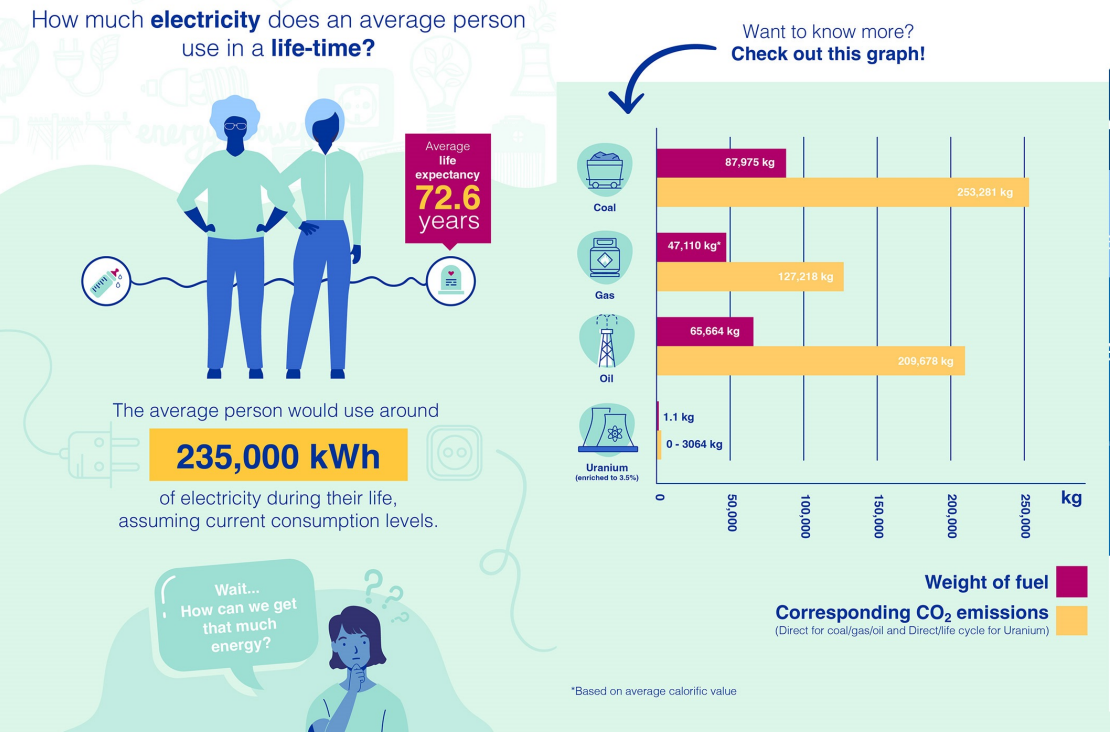 How much electricity does an average person
use in a life-time?
Average
life
expectancy
72.6
years
The average person would use around
235,000 kWh
of electricity during their life,
assuming current consumption levels.
Wait...
How can we get
that much
energy?
Want to know more?
Check out this graph!
Coal
87,975 kg
253,281 kg
Gas
47,110 kg*
127,218 kg
Oil
65,664 kg
209,678 kg
Uranium
(enriched to 3.5%)
1.1 kg
0 - 3064 kg
0
50,000
100,000
150,000
200,000
250,000
kg
Weight of fuel
Corresponding CO₂ emissions
(Direct for coal/gas/oil and Direct/life cycle for Uranium)
*Based on average calorific value